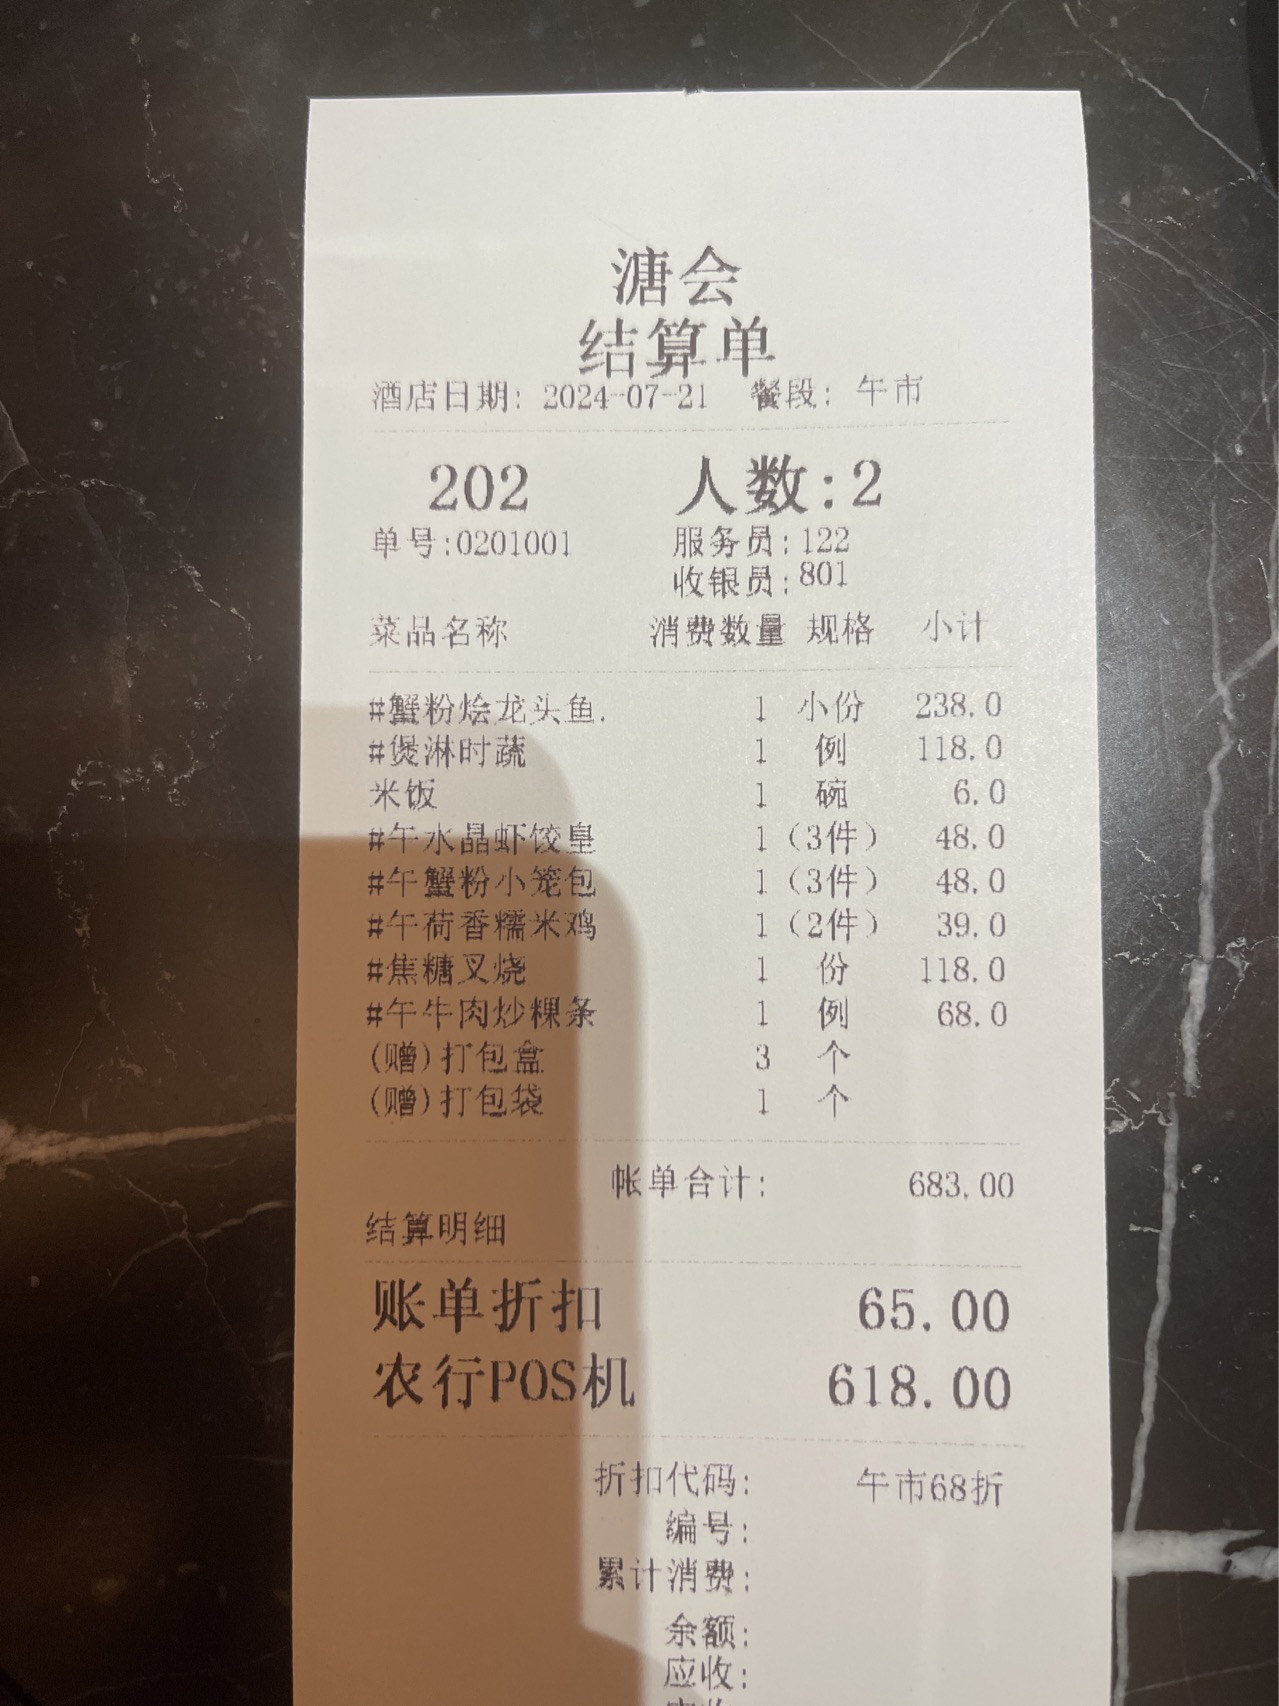 溏会
结算单
酒店日期: 2024-07-21 餐段: 午市
202 人数:2
单号:0201001 服务员:122
收银员:801
菜品名称 消费数量 规格 小计
#蟹粉烩龙头鱼. 1 小份 238.0
#煲淋时蔬 1 例 118.0
米饭 1 碗 6.0
#午水晶虾饺皇 1 (3件) 48.0
#午蟹粉小笼包 1 (3件) 48.0
#午荷香糯米鸡 1 (2件) 39.0
#焦糖叉烧 1 份 118.0
#午牛肉炒粿条 1 例 68.0
(赠)打包盒 3 个
(赠)打包袋 1 个
帐单合计: 683.00
结算明细
账单折扣 65.00
农行POS机 618.00
折扣代码: 午市68折
编号:
累计消费:
余额:
应收: